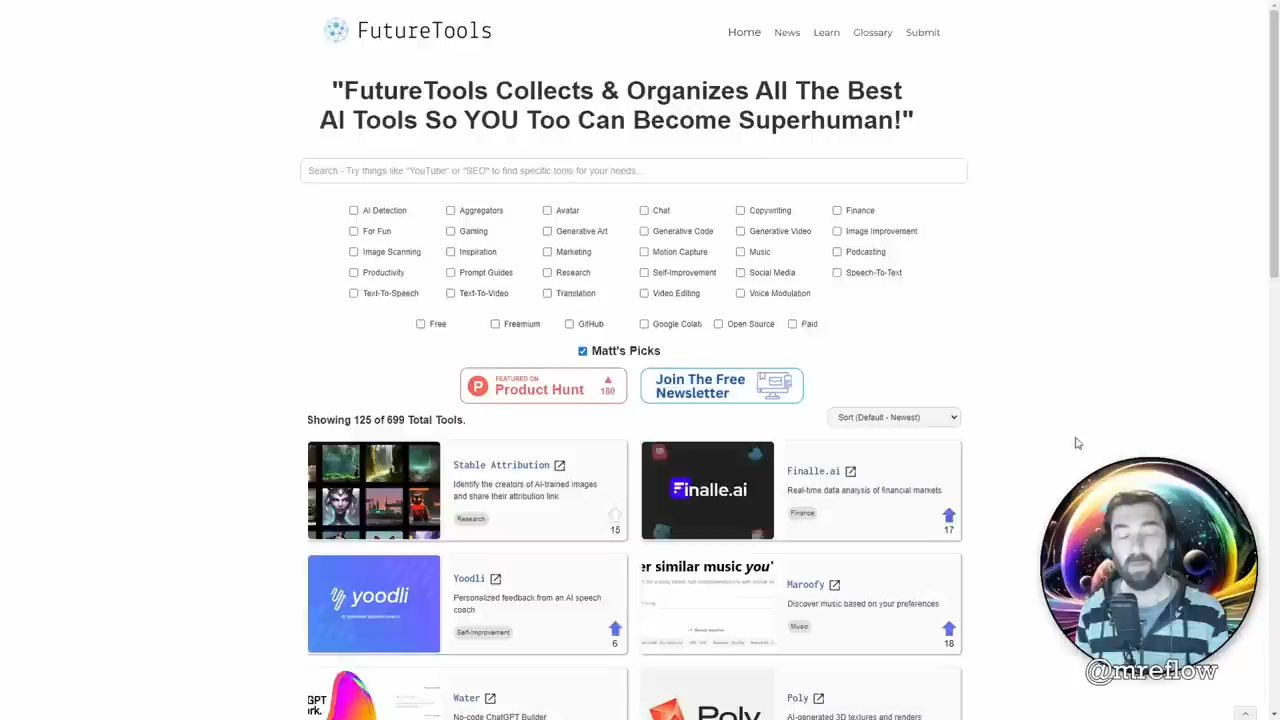 FutureTools
Home News Learn Glossary Submit
"FutureTools Collects & Organizes All The Best
AI Tools So YOU Too Can Become Superhuman!"
Search - Try things like "YouTube" or "SEO" to find specific tools for your needs...
AI Detection Aggregators Avatar Chat Copywriting Finance
For Fun Gaming Generative Art Generative Code Generative Video Image Improvement
Image Scanning Inspiration Marketing Motion Capture Music Podcasting
Productivity Prompt Guides Research Self-Improvement Social Media Speech-To-Text
Text-To-Speech Text-To-Video Translation Video Editing Voice Modulation
Free Freemium GitHub Google Colab Open Source Paid
Matt's Picks
P FEATURED ON
Product Hunt 180
Join The Free
Newsletter
Showing 125 of 699 Total Tools.
Sort (Default - Newest)
Stable Attribution
Identify the creators of AI-trained images
and share their attribution link
Research
15
Finalle.ai
Finalle.ai
Real-time data analysis of financial markets.
Finance
17
yoodli
Yoodli
Personalized feedback from an AI speech
coach
Self-Improvement
6
er similar music you'
Maroofy
Discover music based on your preferences
Music
18
GPT
rk.
Water
No-code ChatGPT Builder
Poly
Poly
AI-generated 3D textures and renders
@mreflow